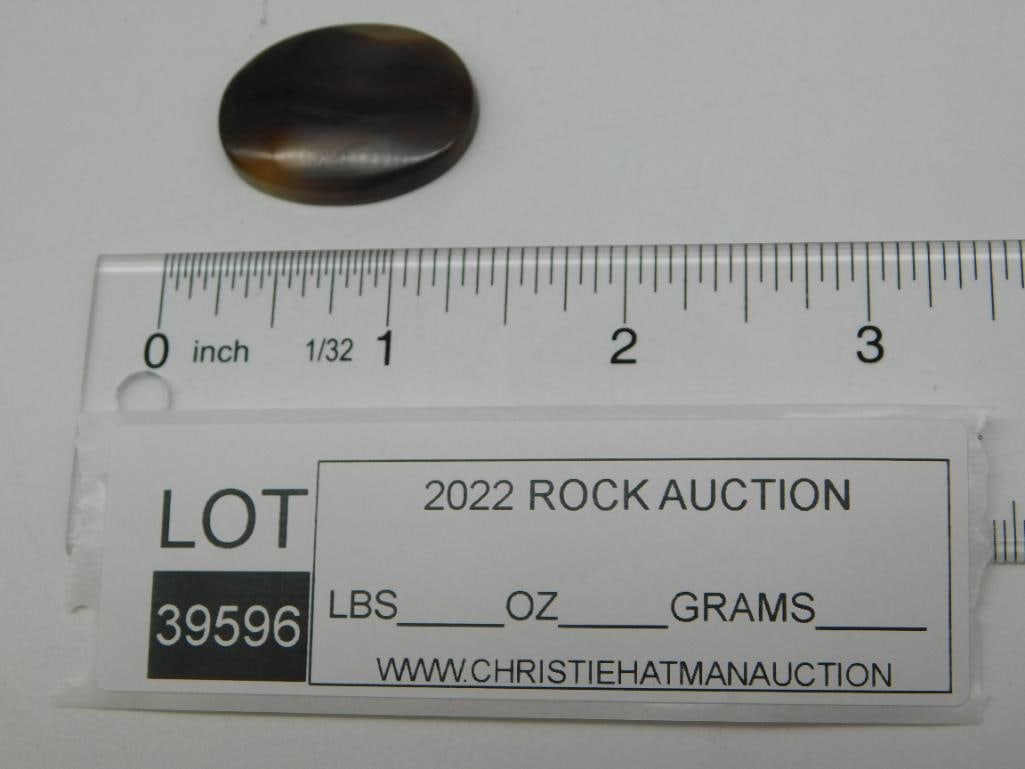 0 inch 1/32 1 2 3
LOT
39596
2022 ROCK AUCTION
LBS_____OZ_____GRAMS_____
WWW.CHRISTIEHATMANAUCTION